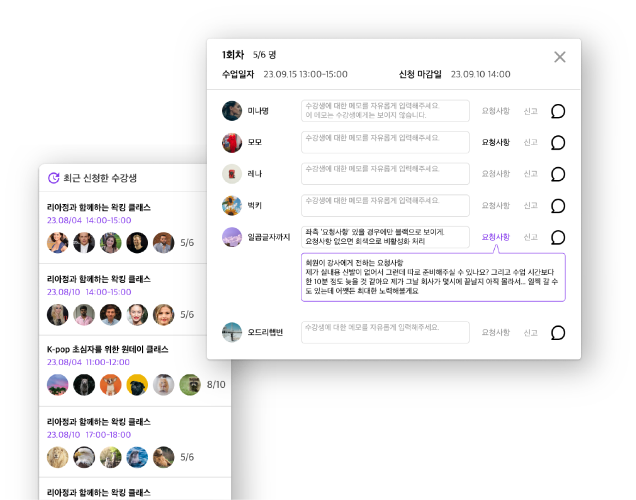 1회차 5/6 명
수업일자 23.09.15 13:00-15:00 신청 마감일 23.09.10 14:00
미나명 수강생에 대한 메모를 자유롭게 입력해주세요 요청사항 신고
이 메모는 수강생에게는 보이지 않습니다.
모모 수강생에 대한 메모를 자유롭게 입력해주세요. 요청사항 신고
레나 수강생에 대한 메모를 자유롭게 입력해주세요. 요청사항 신고
벅키 수강생에 대한 메모를 자유롭게 입력해주세요. 요청사항 신고
일곱글자까지 좌측 '요청사항' 있을 경우에만 블랙으로 보이게. 요청사항 신고
요청사항 없으면 회색으로 비활성화 처리
회원이 강사에게 전하는 요청사항
제가 실내용 신발이 없어서 그런데 따로 준비해주실 수 있나요? 그리고 수업 시간보다
한 10분 정도 늦을 것 같아요 제가 그날 회사가 몇시에 끝날지 아직 몰라서... 일찍 갈 수
도 있는데 어쨌든 최대한 노력해볼게요
오드리햅번 수강생에 대한 메모를 자유롭게 입력해주세요. 요청사항 신고
최근 신청한 수강생
리아정과 함께하는 왁킹 클래스
23.08/04 14:00-15:00
5/6
리아정과 함께하는 왁킹 클래스
23.08/10 14:00-15:00
5/6
K-pop 초심자를 위한 원데이 클래스
23.08/04 11:00-12:00
8/10
리아정과 함께하는 왁킹 클래스
23.08/10 17:00-18:00
5/6
리아정과 함께하는 왁킹 클래스